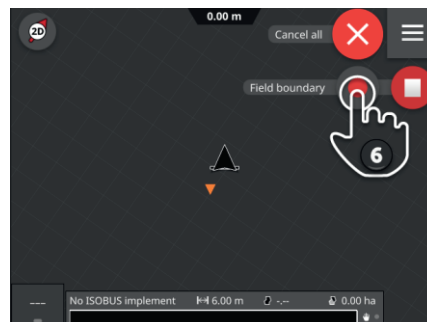 0.00 m
2D
Cancel all
Field boundary
6
---
No ISOBUS implement 6.00 m -.-- 0.00 ha